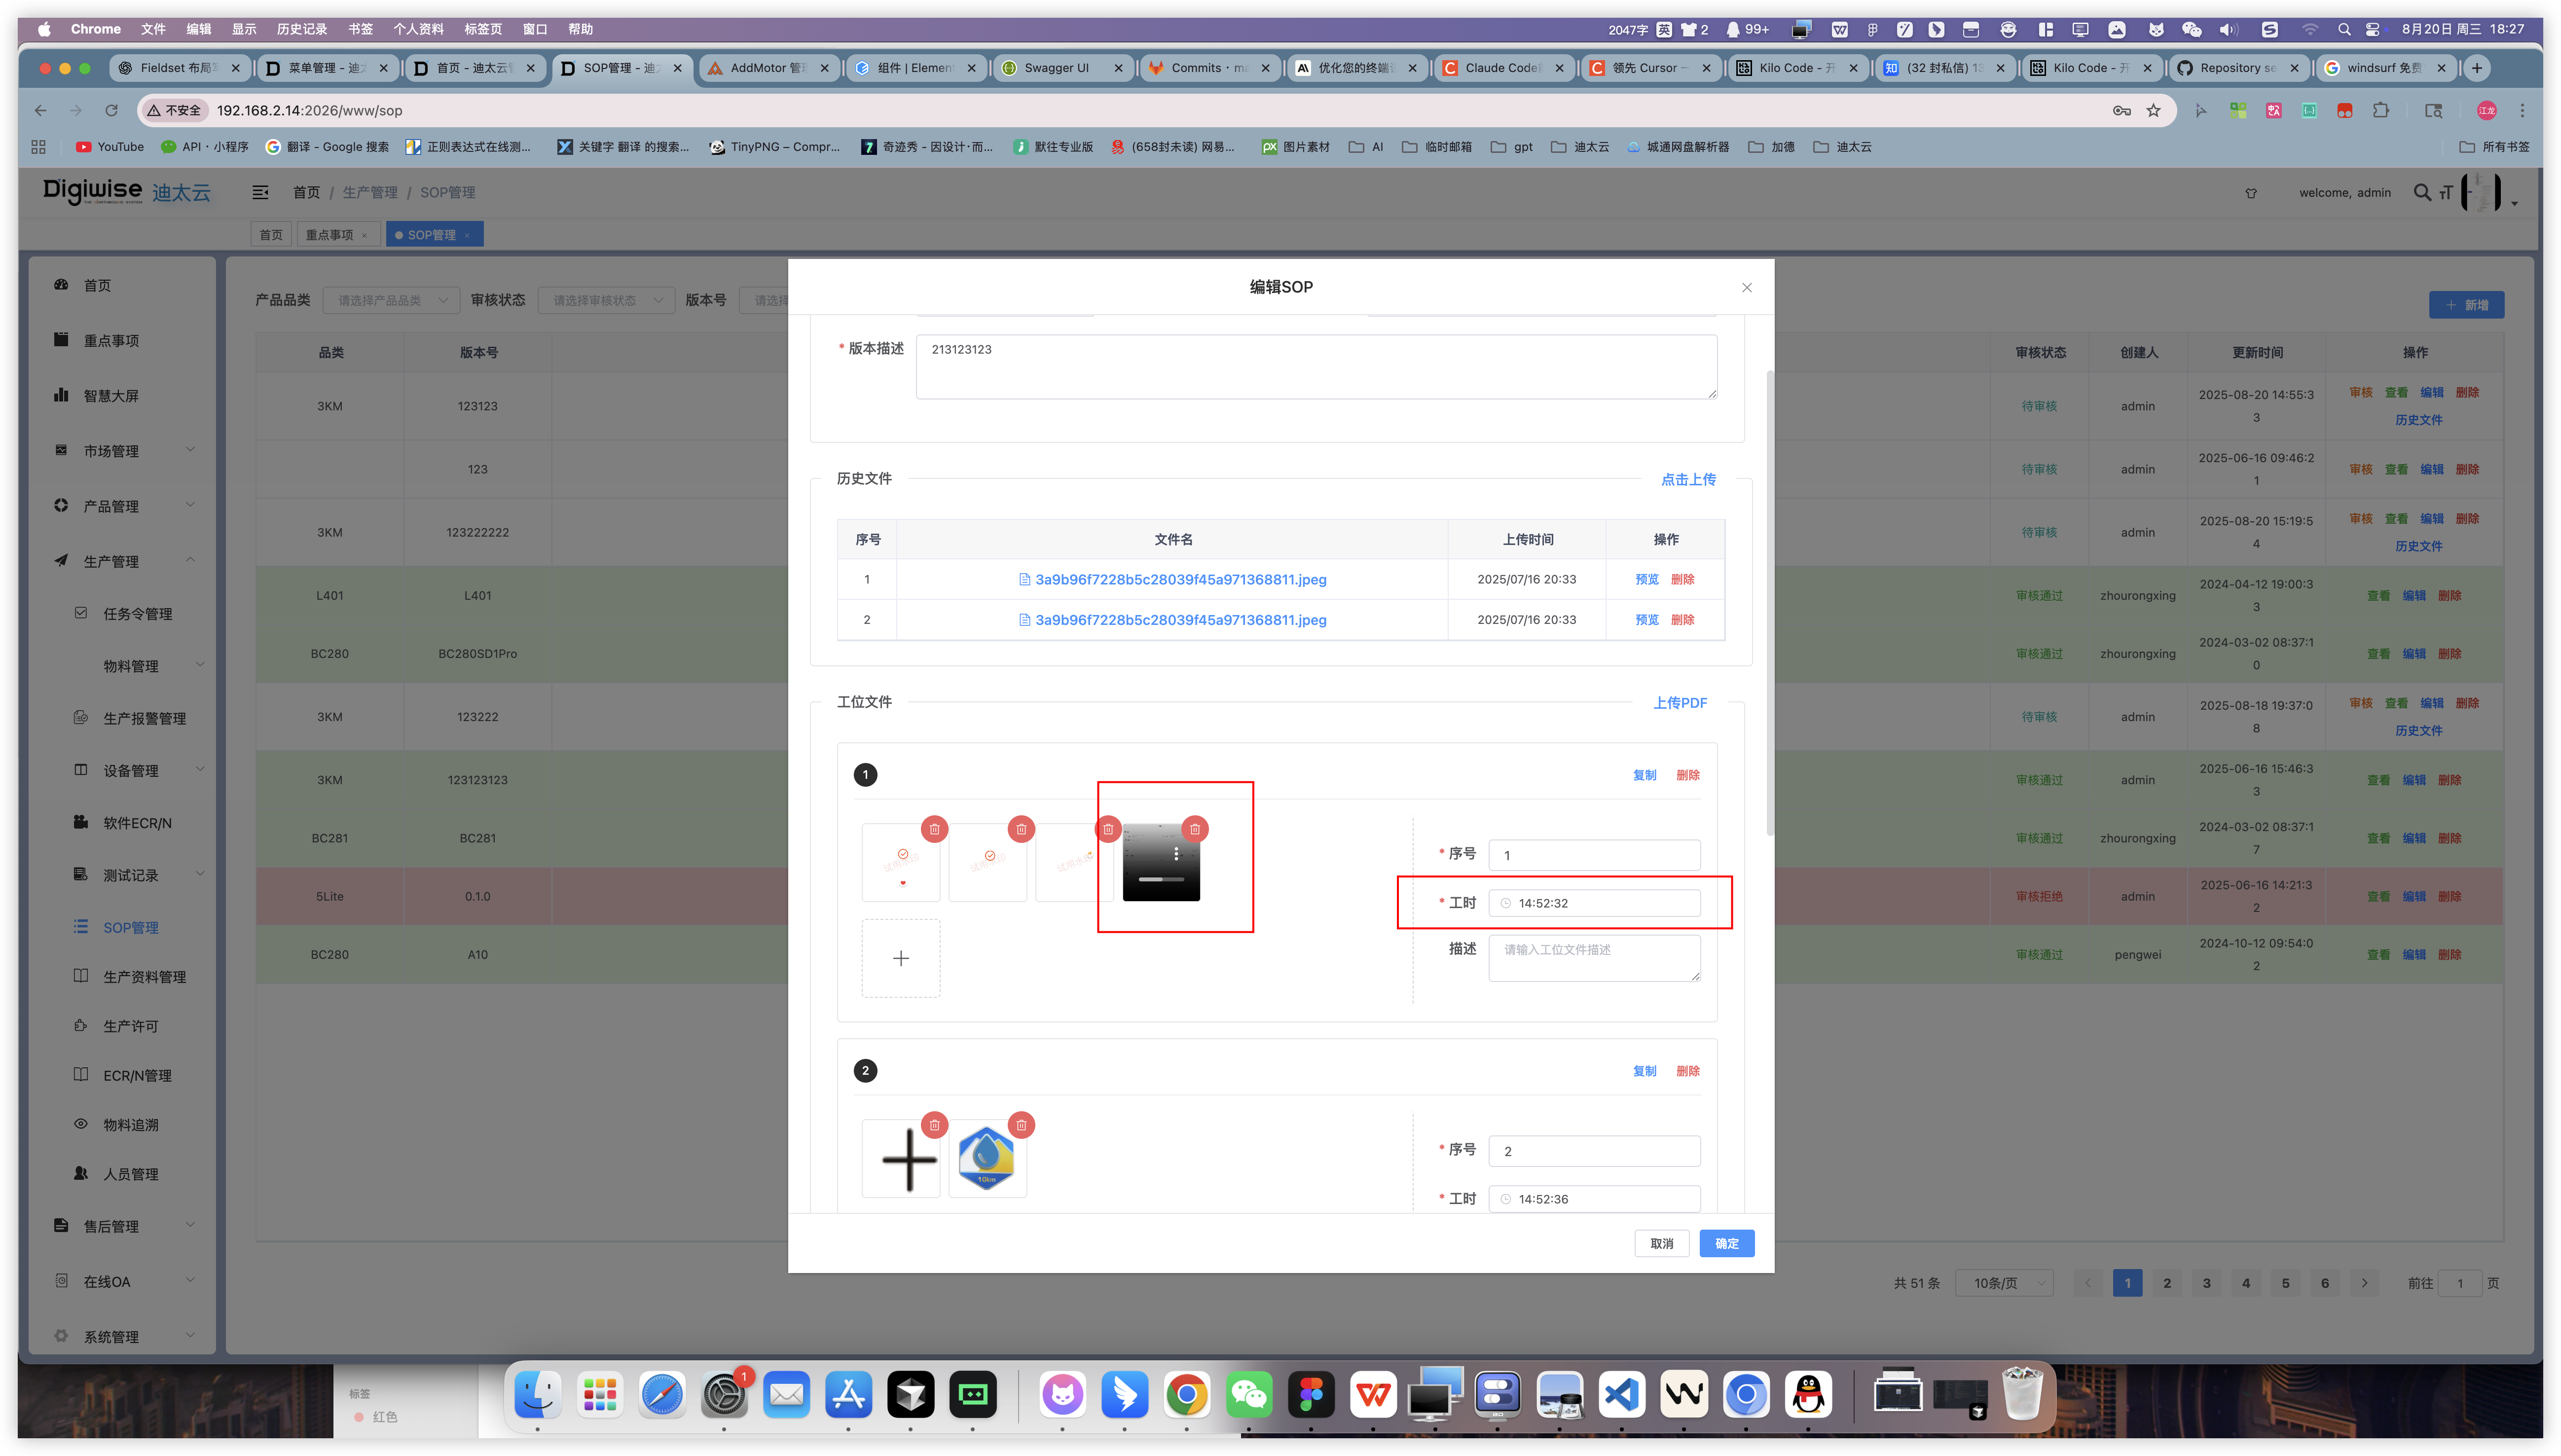 Chrome 文件 编辑 显示 历史记录 书签 个人资料 标签页 窗口 帮助 2047字 英 2 99+ 8月20日 周三 18:27
Fieldset 布局 菜单管理 - 迪太 首页 - 迪太云 SOP管理 - 迪 AddMotor 管 组件 | Element Swagger UI Commits · ma 优化您的终端 Claude Code 领先 Cursor — Kilo Code - 开 (32 封私信) 13 Kilo Code - 开 Repository se windsurf 免费
不安全 192.168.2.14:2026/www/sop 江龙
YouTube API · 小程序 翻译 - Google 搜索 正则表达式在线测... 关键字 翻译 的搜索... TinyPNG – Compr... 奇迹秀 - 因设计·而... 默往专业版 (658封未读) 网易... 图片素材 AI 临时邮箱 gpt 迪太云 城通网盘解析器 加德 迪太云 所有书签
Digiwise 迪太云 首页 / 生产管理 / SOP管理 welcome, admin
首页 重点事项 × SOP管理 ×
首页
重点事项
智慧大屏
市场管理
产品管理
生产管理
任务令管理
物料管理
生产报警管理
设备管理
软件ECR/N
测试记录
SOP管理
生产资料管理
生产许可
ECR/N管理
物料追溯
人员管理
售后管理
在线OA
系统管理
产品品类 请选择产品品类 审核状态 请选择审核状态 版本号 请选择
新增
品类 版本号 审核状态 创建人 更新时间 操作
3KM 123123 待审核 admin 2025-08-20 14:55:33 审核 查看 编辑 删除 历史文件
123 待审核 admin 2025-06-16 09:46:21 审核 查看 编辑 删除
3KM 123222222 待审核 admin 2025-08-20 15:19:54 审核 查看 编辑 删除 历史文件
L401 L401 审核通过 zhourongxing 2024-04-12 19:00:33 查看 编辑 删除
BC280 BC280SD1Pro 审核通过 zhourongxing 2024-03-02 08:37:10 查看 编辑 删除
3KM 123222 待审核 admin 2025-08-18 19:37:08 审核 查看 编辑 删除 历史文件
3KM 123123123 审核通过 admin 2025-06-16 15:46:33 查看 编辑 删除
BC281 BC281 审核通过 zhourongxing 2024-03-02 08:37:17 查看 编辑 删除
5Lite 0.1.0 审核拒绝 admin 2025-06-16 14:21:32 查看 编辑 删除
BC280 A10 审核通过 pengwei 2024-10-12 09:54:02 查看 编辑 删除
共 51 条 10条/页 1 2 3 4 5 6 前往 1 页
编辑SOP
* 版本描述 213123123
历史文件 点击上传
序号 文件名 上传时间 操作
1 3a9b96f7228b5c28039f45a971368811.jpeg 2025/07/16 20:33 预览 删除
2 3a9b96f7228b5c28039f45a971368811.jpeg 2025/07/16 20:33 预览 删除
工位文件 上传PDF
1 复制 删除
* 序号 1
* 工时 14:52:32
描述 请输入工位文件描述
2 复制 删除
10km
* 序号 2
* 工时 14:52:36
取消 确定
标签
红色
1